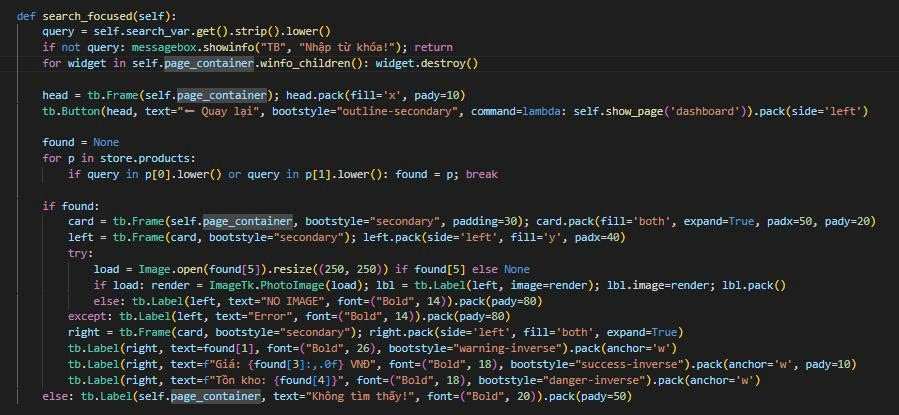 def search_focused(self):
    query = self.search_var.get().strip().lower()
    if not query: messagebox.showinfo("TB", "Nhập từ khóa!"); return
    for widget in self.page_container.winfo_children(): widget.destroy()

    head = tb.Frame(self.page_container); head.pack(fill='x', pady=10)
    tb.Button(head, text="⬅ Quay lại", bootstyle="outline-secondary", command=lambda: self.show_page('dashboard')).pack(side='left')

    found = None
    for p in store.products:
        if query in p[0].lower() or query in p[1].lower(): found = p; break

    if found:
        card = tb.Frame(self.page_container, bootstyle="secondary", padding=30); card.pack(fill='both', expand=True, padx=50, pady=20)
        left = tb.Frame(card, bootstyle="secondary"); left.pack(side='left', fill='y', padx=40)
        try:
            load = Image.open(found[5]).resize((250, 250)) if found[5] else None
            if load: render = ImageTk.PhotoImage(load); lbl = tb.Label(left, image=render); lbl.image=render; lbl.pack()
            else: tb.Label(left, text="NO IMAGE", font=("Bold", 14)).pack(pady=80)
        except: tb.Label(left, text="Error", font=("Bold", 14)).pack(pady=80)
        right = tb.Frame(card, bootstyle="secondary"); right.pack(side='left', fill='both', expand=True)
        tb.Label(right, text=found[1], font=("Bold", 26), bootstyle="warning-inverse").pack(anchor='w')
        tb.Label(right, text=f"Giá: {found[3]:,.0f} VNĐ", font=("Bold", 18), bootstyle="success-inverse").pack(anchor='w', pady=10)
        tb.Label(right, text=f"Tồn kho: {found[4]}", font=("Bold", 18), bootstyle="danger-inverse").pack(anchor='w')
    else: tb.Label(self.page_container, text="Không tìm thấy!", font=("Bold", 20)).pack(pady=50)